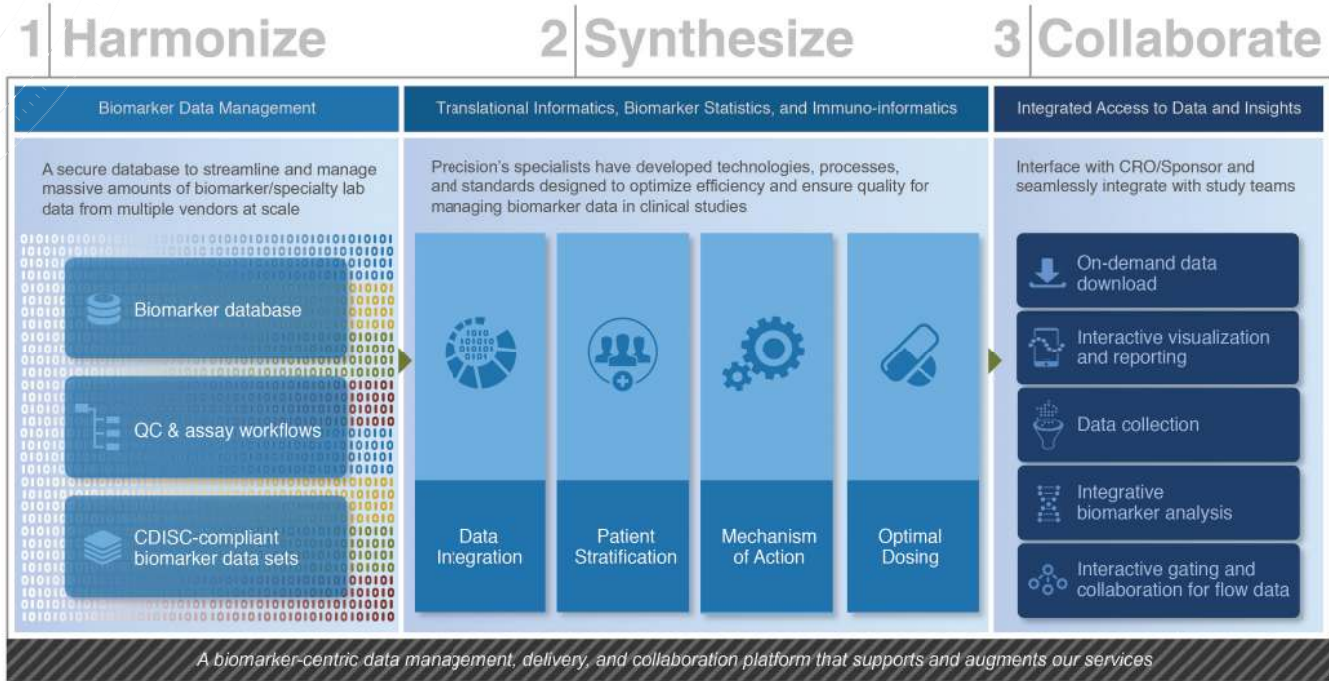 1 Harmonize
2 Synthesize
3 Collaborate
Biomarker Data Management
A secure database to streamline and manage
massive amounts of biomarker/specialty lab
data from multiple vendors at scale
Biomarker database
QC & assay workflows
CDISC-compliant
biomarker data sets
Translational Informatics, Biomarker Statistics, and Immuno-informatics
Precision's specialists have developed technologies, processes,
and standards designed to optimize efficiency and ensure quality for
managing biomarker data in clinical studies
1010
010101
0101
Data
Integration
Patient
Stratification
Mechanism
of Action
Optimal
Dosing
Integrated Access to Data and Insights
Interface with CRO/Sponsor and
seamlessly integrate with study teams
On-demand data
download
Interactive visualization
and reporting
Data collection
Integrative
biomarker analysis
Interactive gating and
collaboration for flow data
A biomarker-centric data management, delivery, and collaboration platform that supports and augments our services